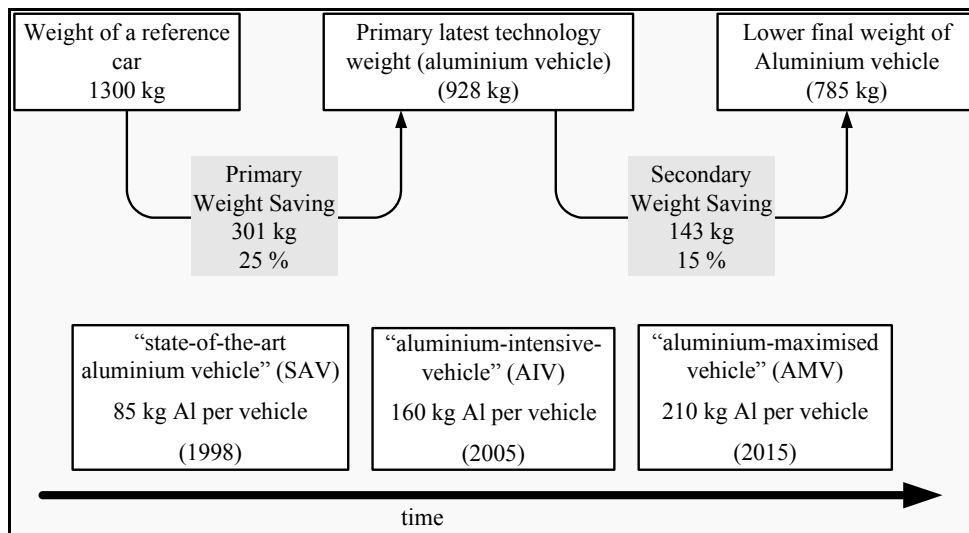 Weight of a reference
car
1300 kg
Primary latest technology
weight (aluminium vehicle)
(928 kg)
Lower final weight of
Aluminium vehicle
(785 kg)
Primary
Weight Saving
301 kg
25 %
Secondary
Weight Saving
143 kg
15 %
“state-of-the-art
aluminium vehicle” (SAV)
85 kg Al per vehicle
(1998)
“aluminium-intensive-
vehicle” (AIV)
160 kg Al per vehicle
(2005)
“aluminium-maximised
vehicle” (AMV)
210 kg Al per vehicle
(2015)
time